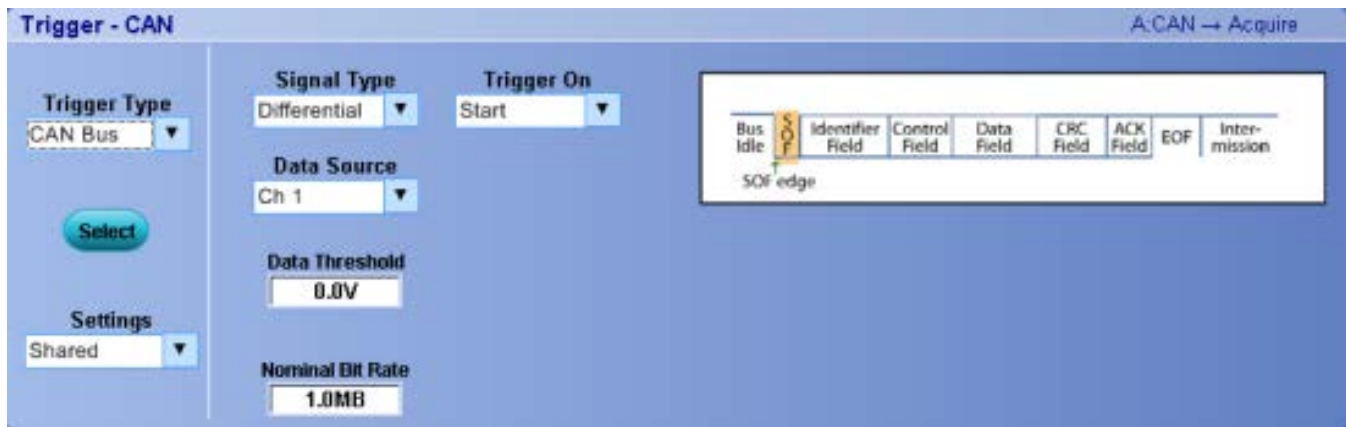 Trigger - CAN
A:CAN → Acquire
Trigger Type
CAN Bus
Select
Settings
Shared
Signal Type
Differential
Data Source
Ch 1
Data Threshold
0.0V
Nominal Bit Rate
1.0MB
Trigger On
Start
Bus Idle
SOF
Identifier Field
Control Field
Data Field
CRC Field
ACK Field
EOF
Inter-
mission
SOF edge